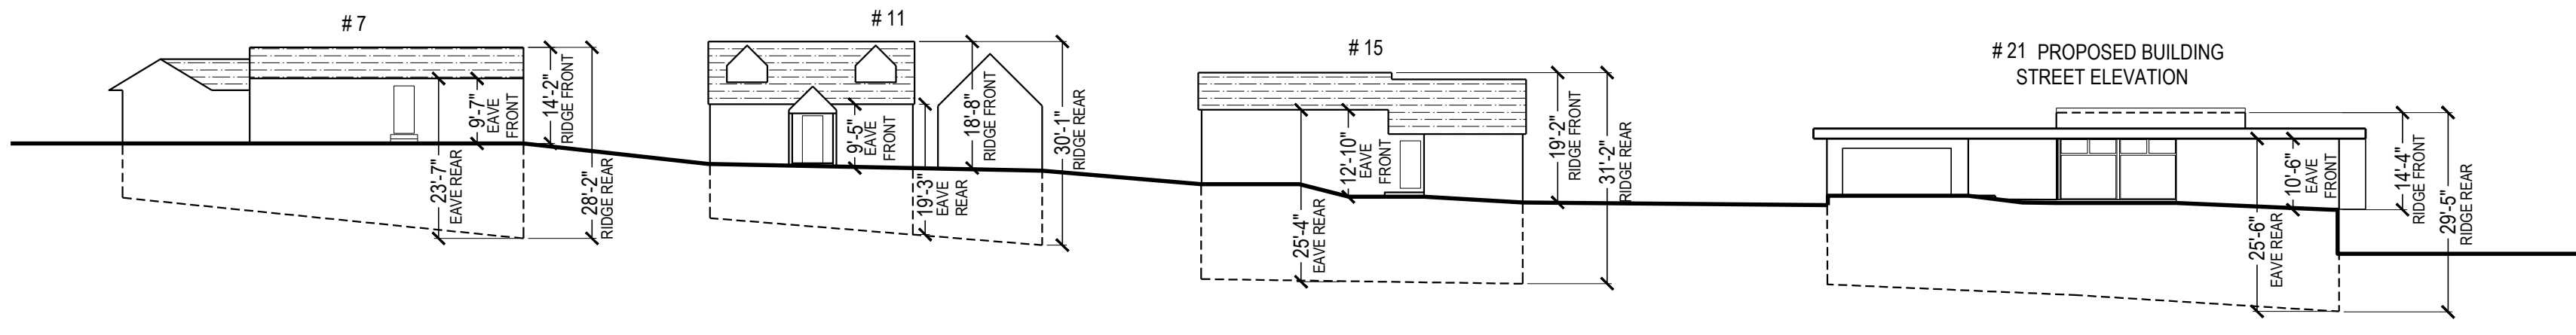 # 7
9'-7"
EAVE
FRONT
14'-2"
RIDGE FRONT
23'-7"
EAVE REAR
28'-2"
RIDGE REAR
# 11
9'-5"
EAVE
FRONT
19'-3"
EAVE
REAR
18'-8"
RIDGE FRONT
30'-1"
RIDGE REAR
# 15
12'-10"
EAVE
FRONT
25'-4"
EAVE REAR
19'-2"
RIDGE FRONT
31'-2"
RIDGE REAR
# 21 PROPOSED BUILDING
STREET ELEVATION
10'-6"
EAVE
FRONT
25'-6"
EAVE REAR
14'-4"
RIDGE FRONT
29'-5"
RIDGE REAR